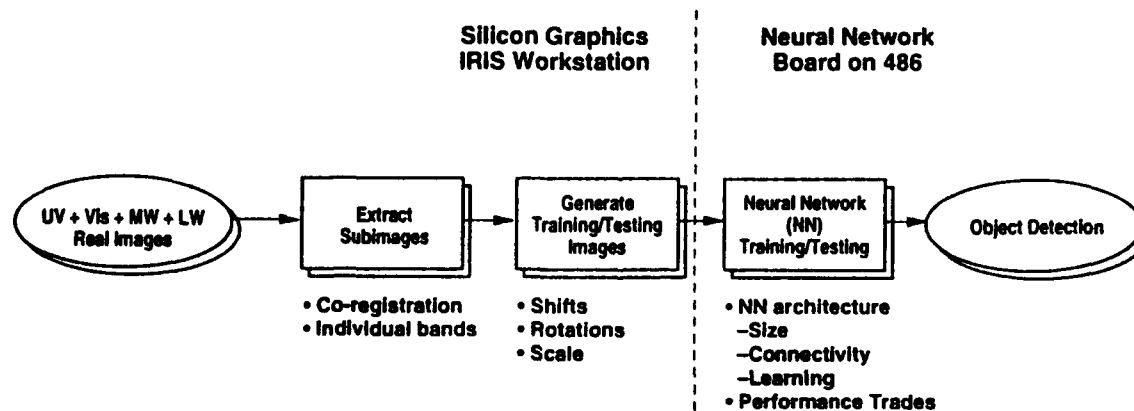 Silicon Graphics
IRIS Workstation
Neural Network
Board on 486
UV + Vis + MW + LW
Real Images
Extract
Subimages
Generate
Training/Testing
Images
Neural Network
(NN)
Training/Testing
Object Detection
• Co-registration
• Individual bands
• Shifts
• Rotations
• Scale
• NN architecture
–Size
–Connectivity
–Learning
• Performance Trades